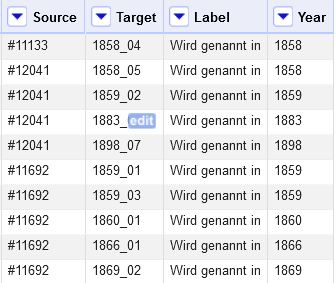 Source Target Label Year
#11133 1858_04 Wird genannt in 1858
#12041 1858_05 Wird genannt in 1858
#12041 1859_02 Wird genannt in 1859
#12041 1883_ edit Wird genannt in 1883
#12041 1898_07 Wird genannt in 1898
#11692 1859_01 Wird genannt in 1859
#11692 1859_03 Wird genannt in 1859
#11692 1860_01 Wird genannt in 1860
#11692 1866_01 Wird genannt in 1866
#11692 1869_02 Wird genannt in 1869